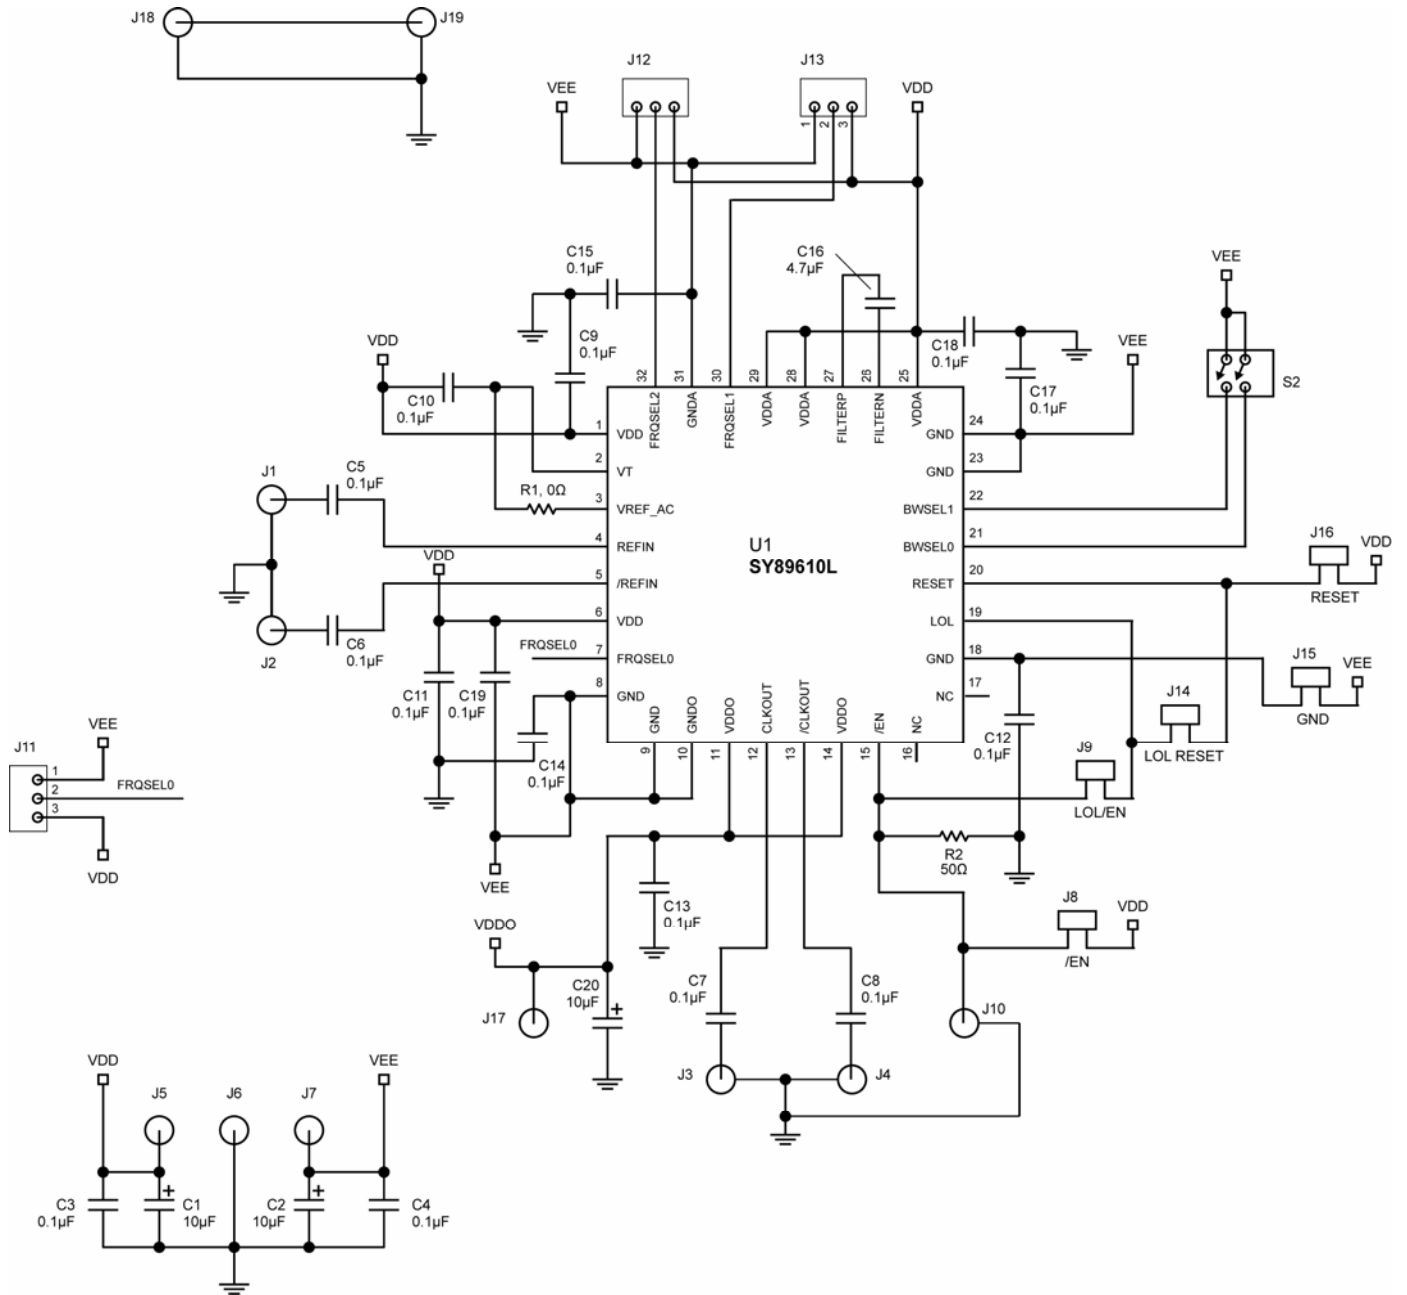 J18
J19
J12
J13
VEE
VDD
1
2
3
C15
0.1µF
C16
4.7µF
VEE
C9
0.1µF
VDD
C18
0.1µF
VEE
C10
0.1µF
C17
0.1µF
S2
32
31
30
29
28
27
26
25
FRQSEL2
GNDA
FRQSEL1
VDDA
VDDA
FILTERP
FILTERN
VDDA
1
VDD
2
VT
3
VREF_AC
4
REFIN
5
/REFIN
6
VDD
7
FRQSEL0
8
GND
24
GND
23
GND
22
BWSEL1
21
BWSEL0
20
RESET
19
LOL
18
GND
17
NC
U1
SY89610L
J1
C5
0.1µF
R1, 0Ω
VDD
J2
C6
0.1µF
FRQSEL0
C11
0.1µF
C19
0.1µF
C14
0.1µF
J16
VDD
RESET
J15
VEE
GND
J14
LOL RESET
C12
0.1µF
J9
LOL/EN
GND
GNDO
VDDO
CLKOUT
/CLKOUT
VDDO
/EN
NC
9
10
11
12
13
14
15
16
J11
VEE
1
2
3
FRQSEL0
VDD
VEE
R2
50Ω
C13
0.1µF
J8
VDD
/EN
VDDO
J17
C20
10µF
+
C7
0.1µF
C8
0.1µF
J10
J3
J4
VDD
J5
J6
J7
VEE
C3
0.1µF
+
C1
10µF
C2
10µF
+
C4
0.1µF